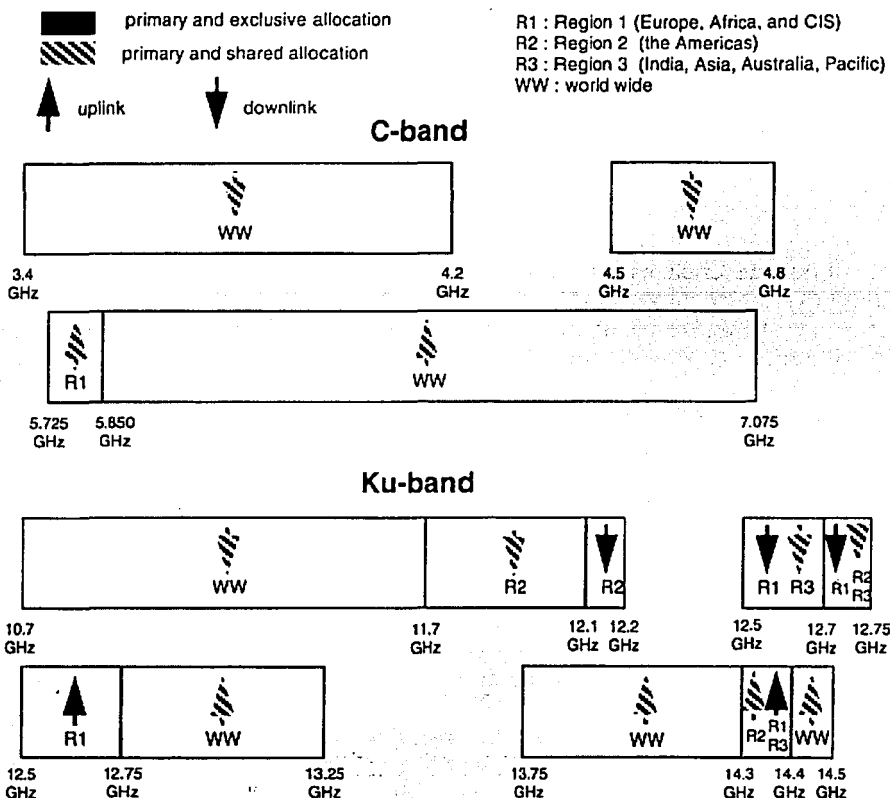 primary and exclusive allocation
primary and shared allocation
uplink
downlink
R1 : Region 1 (Europe, Africa, and CIS)
R2 : Region 2 (the Americas)
R3 : Region 3 (India, Asia, Australia, Pacific)
WW : world wide
C-band
WW
WW
3.4 GHz
4.2 GHz
4.5 GHz
4.8 GHz
R1
WW
5.725 GHz
5.850 GHz
7.075 GHz
Ku-band
WW
R2
R2
R1
R3
R1
R2
R3
10.7 GHz
11.7 GHz
12.1 GHz
12.2 GHz
12.5 GHz
12.7 GHz
12.75 GHz
R1
WW
WW
R2
R1
R3
WW
12.5 GHz
12.75 GHz
13.25 GHz
13.75 GHz
14.3 GHz
14.4 GHz
14.5 GHz